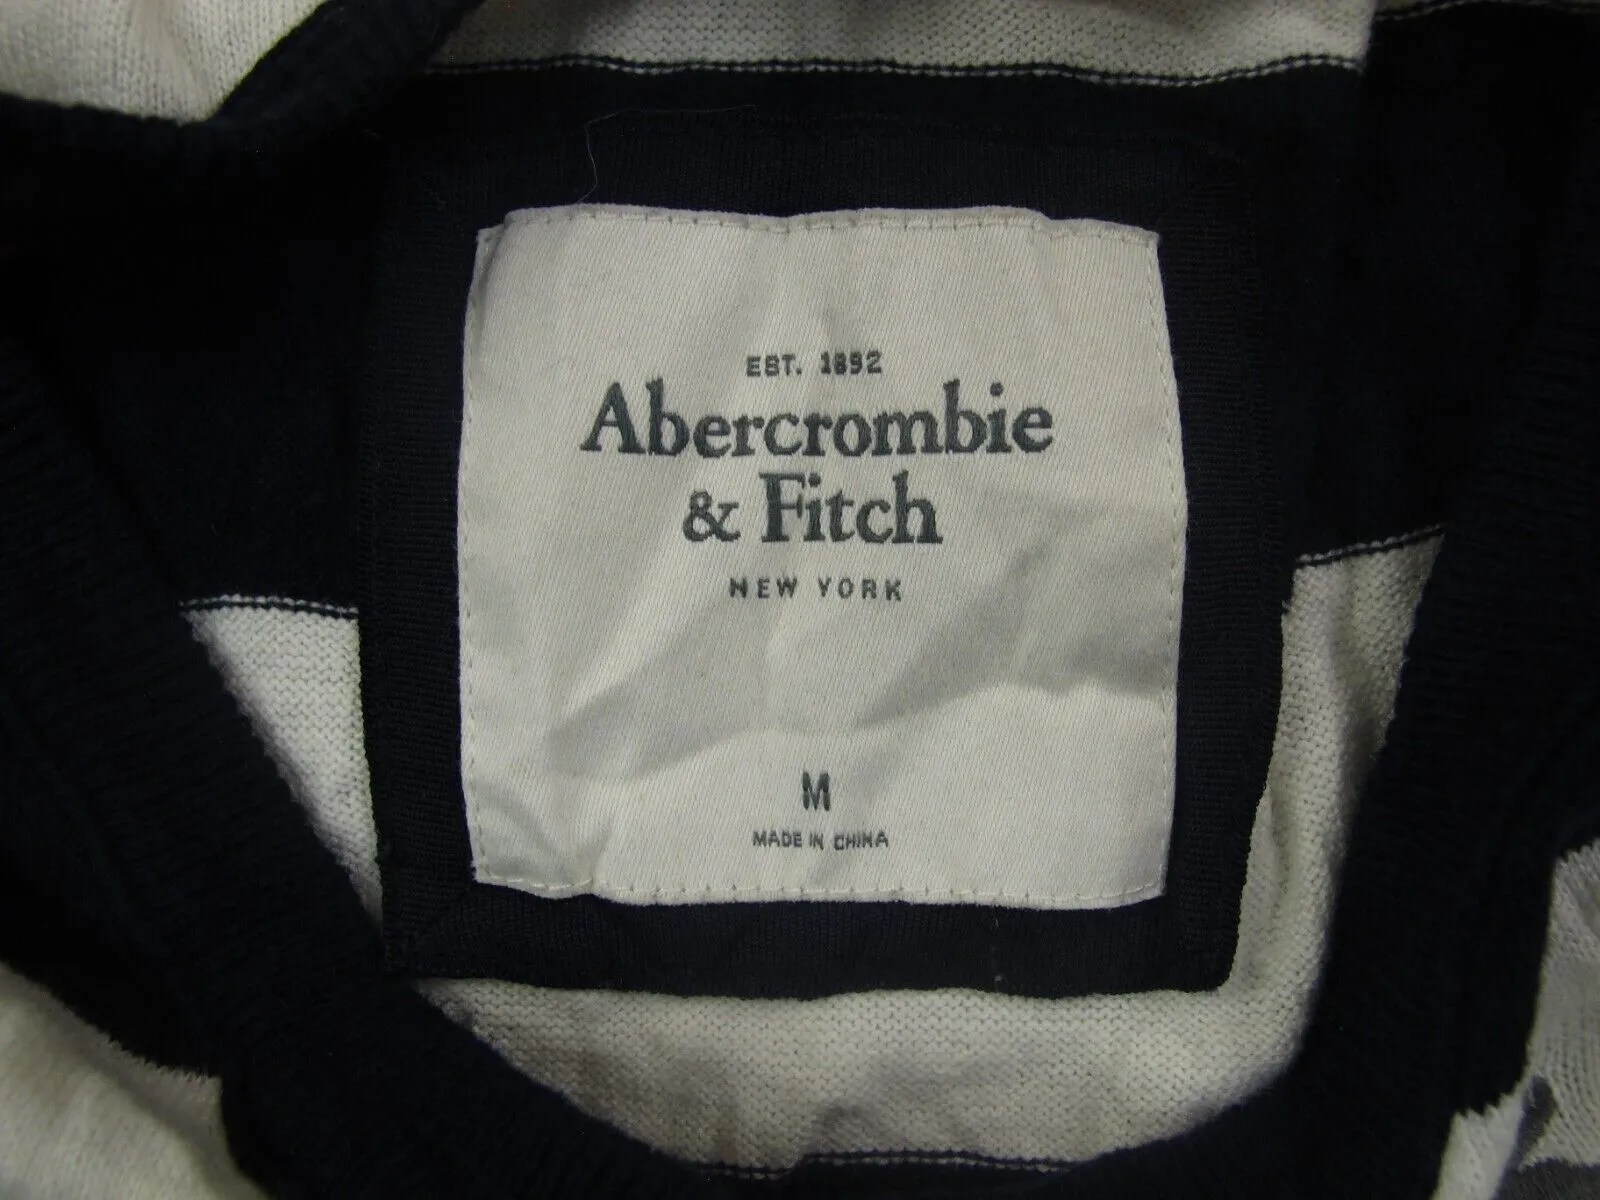 EST. 1892
Abercrombie
& Fitch
NEW YORK
M
MADE IN CHINA